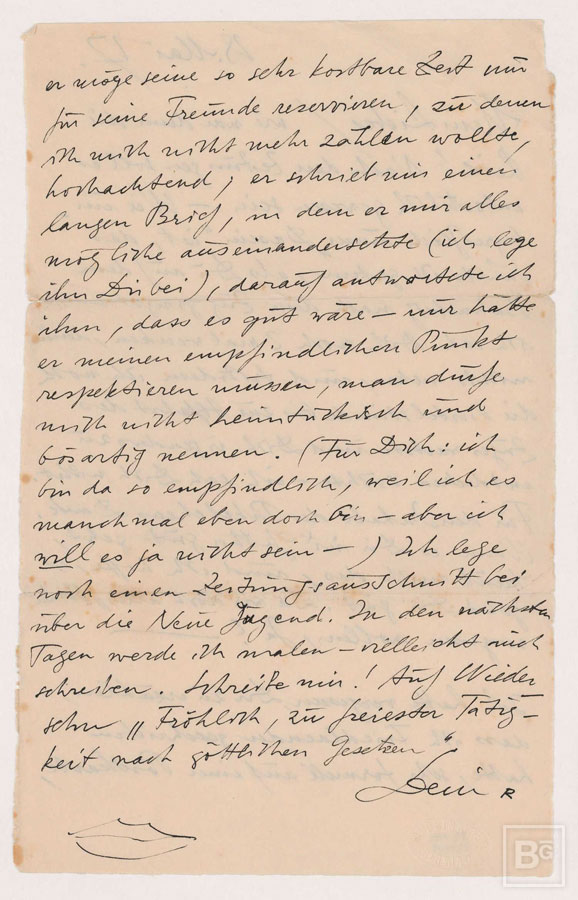 er möge seine so sehr kostbare Zeit nur
für seine Freunde reservieren, zu denen
ich mich nicht mehr zählen wollte,
hochachtend; er schrieb mir einen
langen Brief, in dem er mir alles
mögliche auseinandersetzte (ich lege
ihn Dir bei), darauf antwortete ich
ihm, dass es gut wäre – nur hätte
er meinen empfindlichen Punkt
respektieren müssen, man dürfe
mich nicht heimtückisch und
bösartig nennen. (Für Dich: ich
bin da so empfindlich, weil ich es
manchmal eben doch bin – aber ich
will es ja nicht sein –) Ich lege
noch einen Zeitungsausschnitt bei
über die Neue Jugend. In den nächsten
Tagen werde ich malen – vielleicht auch
schreiben. Schreibe mir! Auf Wieder
sehn „Fröhlich, zu freiester Tätig-
keit nach göttlichen Gesetzen“
Dein R
BG